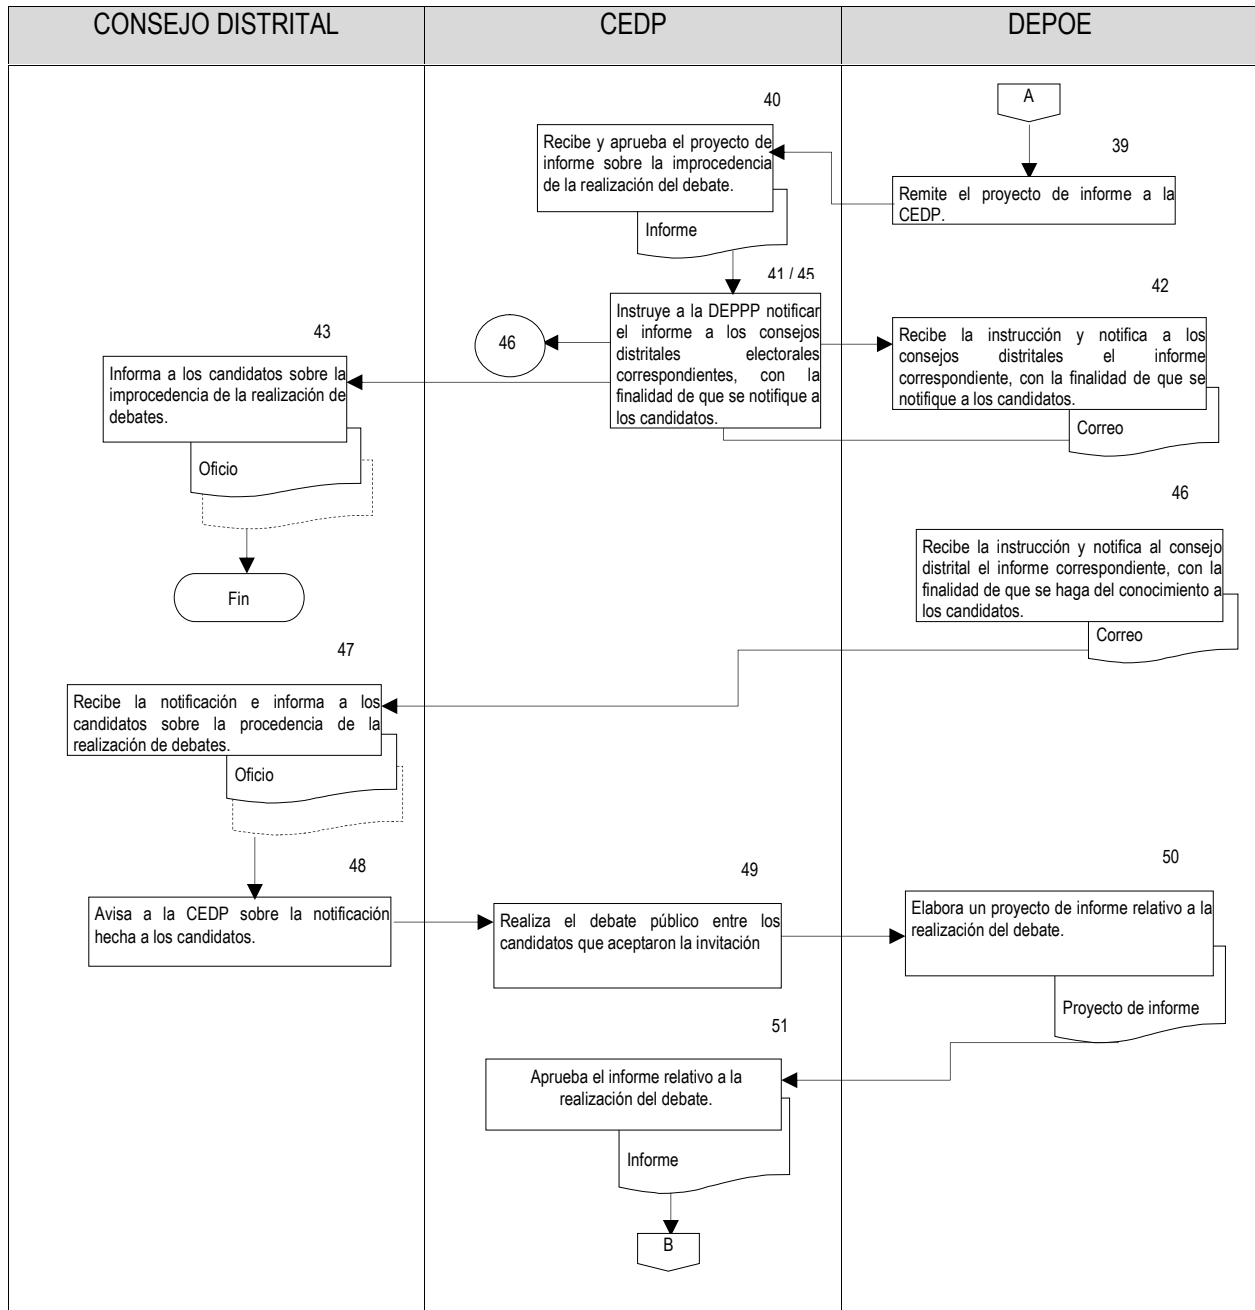 CONSEJO DISTRITAL
CEDP
DEPOE
A
39
Remite el proyecto de informe a la
CEDP.
40
Recibe y aprueba el proyecto de
informe sobre la improcedencia
de la realización del debate.
Informe
41 / 45
Instruye a la DEPPP notificar
el informe a los consejos
distritales electorales
correspondientes, con la
finalidad de que se notifique a
los candidatos.
46
42
Recibe la instrucción y notifica a los
consejos distritales el informe
correspondiente, con la finalidad de que se
notifique a los candidatos.
Correo
43
Informa a los candidatos sobre la
improcedencia de la realización de
debates.
Oficio
Fin
46
Recibe la instrucción y notifica al consejo
distrital el informe correspondiente, con la
finalidad de que se haga del conocimiento a
los candidatos.
Correo
47
Recibe la notificación e informa a los
candidatos sobre la procedencia de la
realización de debates.
Oficio
48
Avisa a la CEDP sobre la notificación
hecha a los candidatos.
49
Realiza el debate público entre los
candidatos que aceptaron la invitación
50
Elabora un proyecto de informe relativo a la
realización del debate.
Proyecto de informe
51
Aprueba el informe relativo a la
realización del debate.
Informe
B